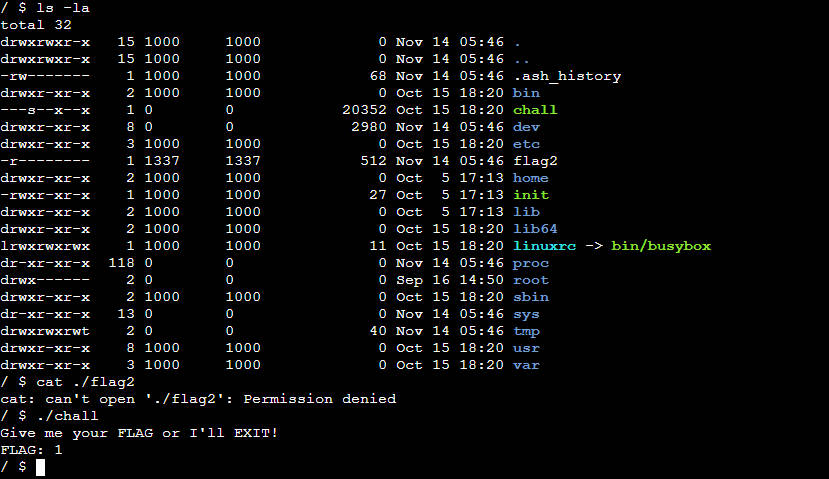 / $ ls -la
total 32
drwxrwxr-x   15 1000     1000             0 Nov 14 05:46 .
drwxrwxr-x   15 1000     1000             0 Nov 14 05:46 ..
-rw-------    1 1000     1000            68 Nov 14 05:46 .ash_history
drwxr-xr-x    2 1000     1000             0 Oct 15 18:20 bin
---s--x--x    1 0        0            20352 Oct 15 18:20 chall
drwxr-xr-x    8 0        0             2980 Nov 14 05:46 dev
drwxr-xr-x    3 1000     1000             0 Oct 15 18:20 etc
-r--------    1 1337     1337           512 Nov 14 05:46 flag2
drwxr-xr-x    2 1000     1000             0 Oct  5 17:13 home
-rwxr-xr-x    1 1000     1000            27 Oct  5 17:13 init
drwxr-xr-x    2 1000     1000             0 Oct  5 17:13 lib
drwxr-xr-x    2 1000     1000             0 Oct 15 18:20 lib64
lrwxrwxrwx    1 1000     1000            11 Oct 15 18:20 linuxrc -> bin/busybox
dr-xr-xr-x  118 0        0                0 Nov 14 05:46 proc
drwx------    2 0        0                0 Sep 16 14:50 root
drwxr-xr-x    2 1000     1000             0 Oct 15 18:20 sbin
dr-xr-xr-x   13 0        0                0 Nov 14 05:46 sys
drwxrwxrwt    2 0        0               40 Nov 14 05:46 tmp
drwxr-xr-x    8 1000     1000             0 Oct 15 18:20 usr
drwxr-xr-x    3 1000     1000             0 Oct 15 18:20 var
/ $ cat ./flag2
cat: can't open './flag2': Permission denied
/ $ ./chall
Give me your FLAG or I'll EXIT!
FLAG: 1
/ $